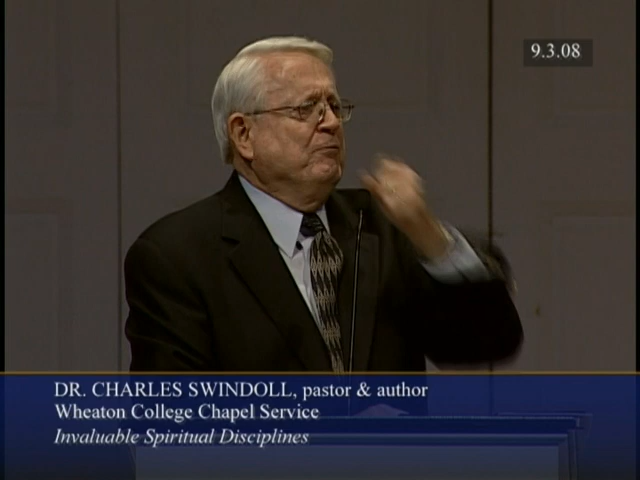 9.3.08
DR. CHARLES SWINDOLL, pastor & author
Wheaton College Chapel Service
Invaluable Spiritual Disciplines